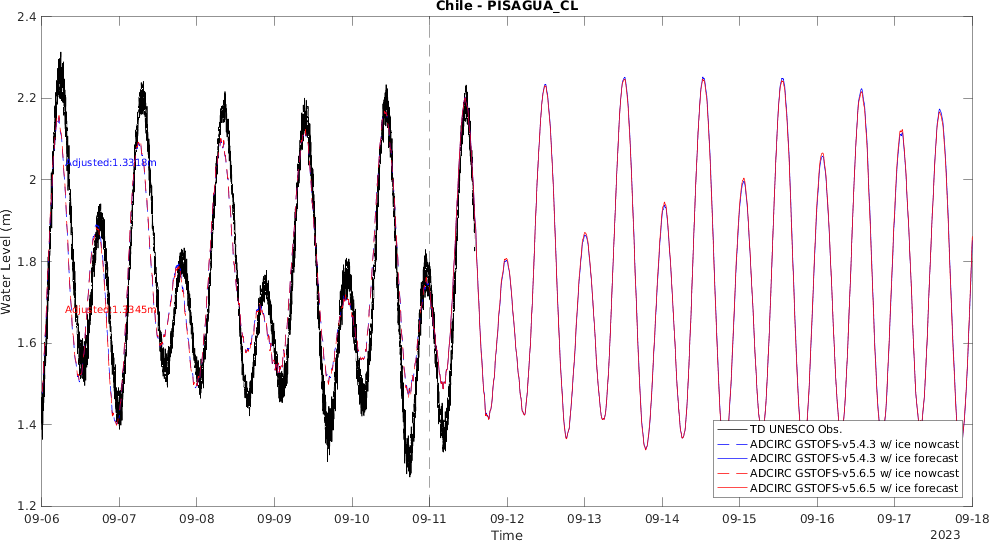 Chile - PISAGUA_CL
2.4
2.2
2
1.8
1.6
1.4
1.2
Water Level (m)
Adjusted:1.3318m
Adjusted:1.3345m
TD UNESCO Obs.
ADCIRC GSTOFS-v5.4.3 w/ ice nowcast
ADCIRC GSTOFS-v5.4.3 w/ ice forecast
ADCIRC GSTOFS-v5.6.5 w/ ice nowcast
ADCIRC GSTOFS-v5.6.5 w/ ice forecast
09-06 09-07 09-08 09-09 09-10 09-11 09-12 09-13 09-14 09-15 09-16 09-17 09-18
Time
2023